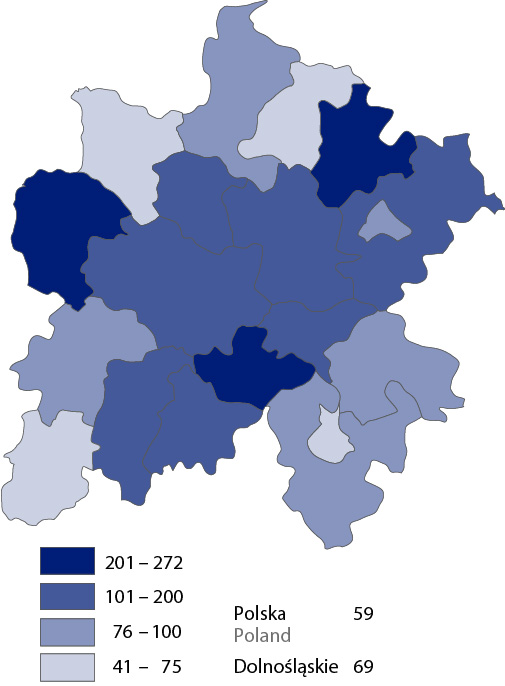 201 – 272
101 – 200
76 – 100
41 – 75
Polska 59
Poland
Dolnośląskie 69